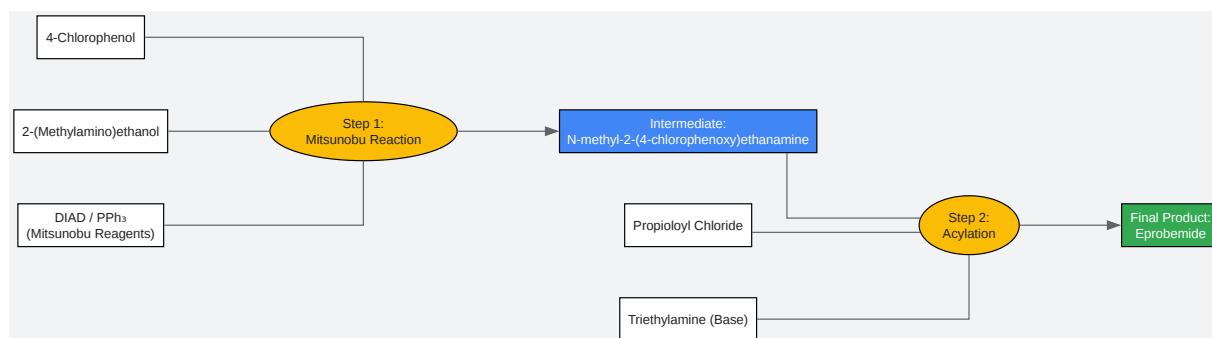 4-Chlorophenol
2-(Methylamino)ethanol
Step 1:
Mitsunobu Reaction
Intermediate:
N-methyl-2-(4-chlorophenoxy)ethanamine
DIAD / PPh₃
(Mitsunobu Reagents)
Propioloyl Chloride
Step 2:
Acylation
Final Product:
Eprobemide
Triethylamine (Base)